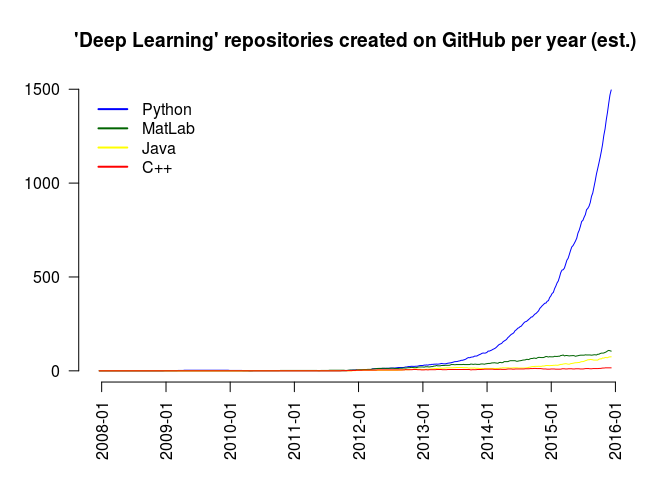 'Deep Learning' repositories created on GitHub per year (est.)
1500
1000
500
0
Python
MatLab
Java
C++
2008-01
2009-01
2010-01
2011-01
2012-01
2013-01
2014-01
2015-01
2016-01